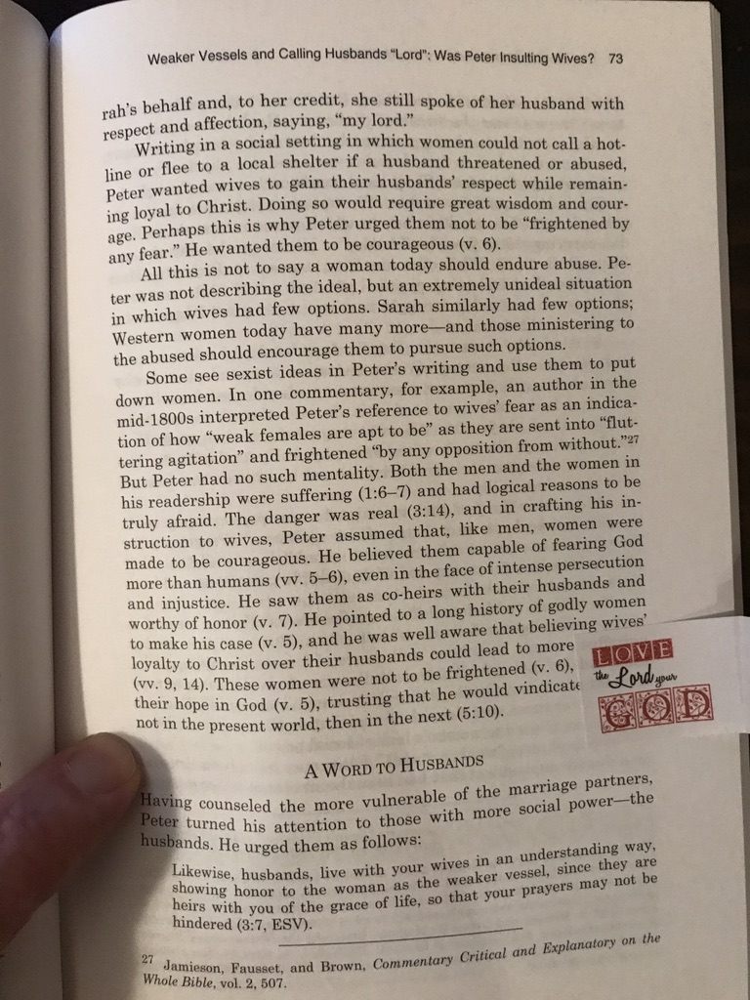 Weaker Vessels and Calling Husbands “Lord”: Was Peter Insulting Wives? 73
rah’s behalf and, to her credit, she still spoke of her husband with
respect and affection, saying, “my lord.”
Writing in a social setting in which women could not call a hot-
line or flee to a local shelter if a husband threatened or abused,
Peter wanted wives to gain their husbands’ respect while remain-
ing loyal to Christ. Doing so would require great wisdom and cour-
age. Perhaps this is why Peter urged them not to be “frightened by
any fear.” He wanted them to be courageous (v. 6).
All this is not to say a woman today should endure abuse. Pe-
ter was not describing the ideal, but an extremely unideal situation
in which wives had few options. Sarah similarly had few options;
Western women today have many more—and those ministering to
the abused should encourage them to pursue such options.
Some see sexist ideas in Peter’s writing and use them to put
down women. In one commentary, for example, an author in the
mid-1800s interpreted Peter’s reference to wives’ fear as an indica-
tion of how “weak females are apt to be” as they are sent into “flut-
tering agitation” and frightened “by any opposition from without.”27
But Peter had no such mentality. Both the men and the women in
his readership were suffering (1:6–7) and had logical reasons to be
truly afraid. The danger was real (3:14), and in crafting his in-
struction to wives, Peter assumed that, like men, women were
made to be courageous. He believed them capable of fearing God
more than humans (vv. 5–6), even in the face of intense persecution
and injustice. He saw them as co-heirs with their husbands and
worthy of honor (v. 7). He pointed to a long history of godly women
to make his case (v. 5), and he was well aware that believing wives’
loyalty to Christ over their husbands could lead to more
(vv. 9, 14). These women were not to be frightened (v. 6),
their hope in God (v. 5), trusting that he would vindicate
not in the present world, then in the next (5:10).
LOVE
the Lord your
GOD
A WORD TO HUSBANDS
Having counseled the more vulnerable of the marriage partners,
Peter turned his attention to those with more social power—the
husbands. He urged them as follows:
Likewise, husbands, live with your wives in an understanding way,
showing honor to the woman as the weaker vessel, since they are
heirs with you of the grace of life, so that your prayers may not be
hindered (3:7, ESV).
27 Jamieson, Fausset, and Brown, Commentary Critical and Explanatory on the
Whole Bible, vol. 2, 507.